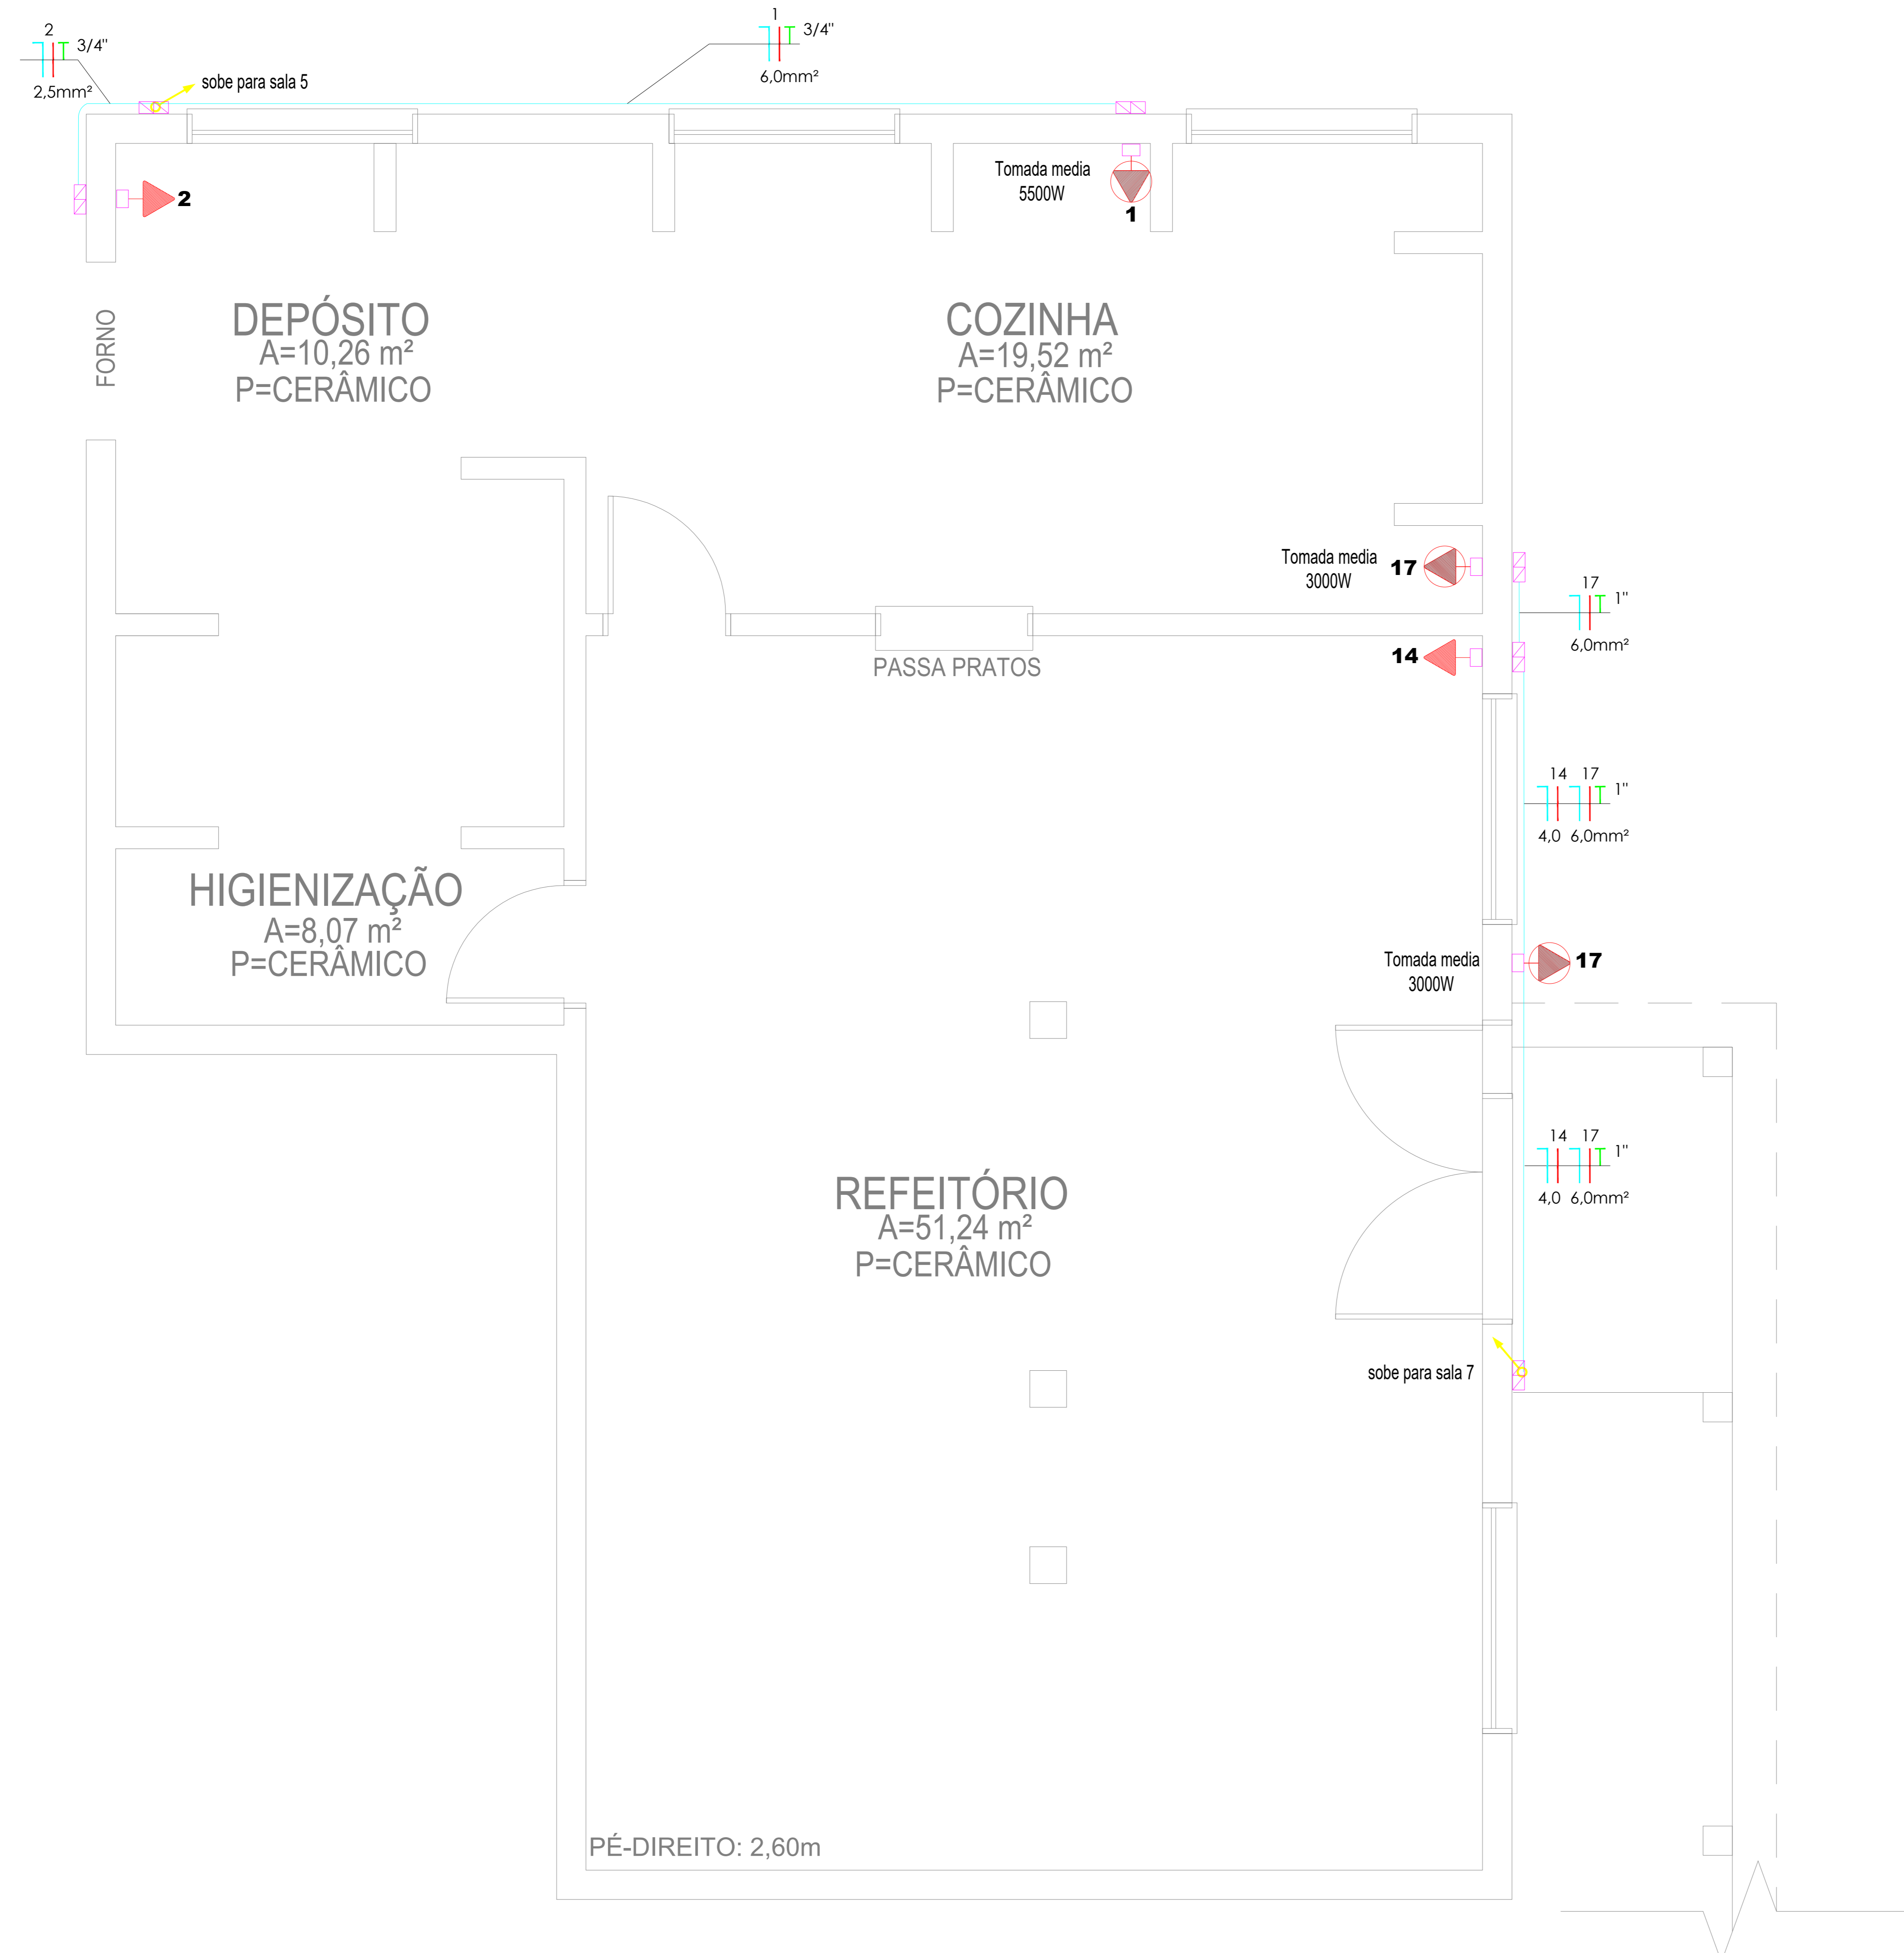 2
3/4"
2,5mm²
sobe para sala 5
1
3/4"
6,0mm²
Tomada media
5500W
1
2
FORNO
DEPÓSITO
A=10,26 m²
P=CERÂMICO
COZINHA
A=19,52 m²
P=CERÂMICO
Tomada media
3000W
17
17
1"
6,0mm²
14
PASSA PRATOS
14 17
1"
4,0 6,0mm²
HIGIENIZAÇÃO
A=8,07 m²
P=CERÂMICO
Tomada media
3000W
17
14 17
1"
4,0 6,0mm²
REFEITÓRIO
A=51,24 m²
P=CERÂMICO
sobe para sala 7
PÉ-DIREITO: 2,60m